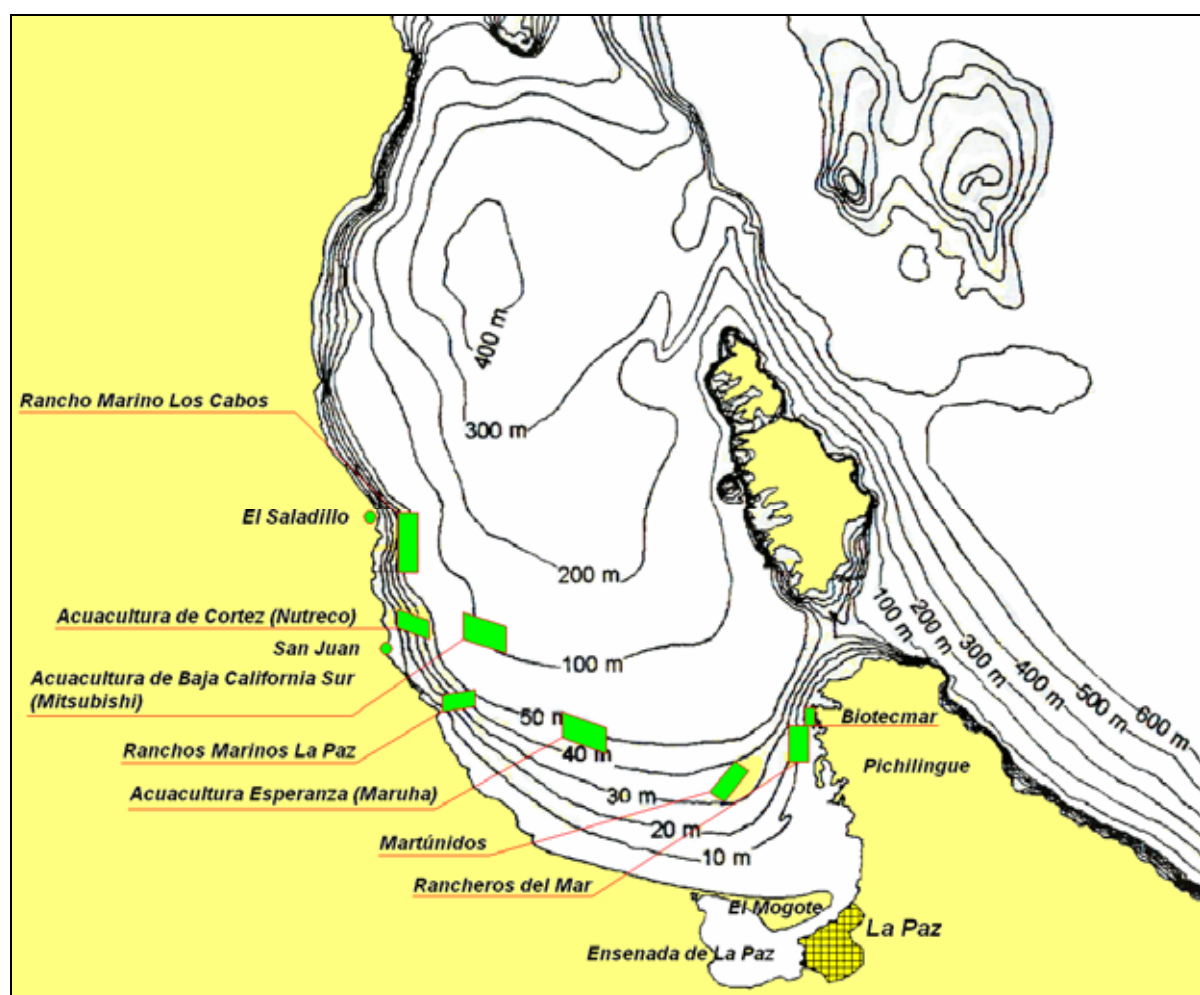 400 m
Rancho Marino Los Cabos
300 m
El Saladillo
200 m
Acuacultura de Cortez (Nutreco)
San Juan
100 m
Acuacultura de Baja California Sur
(Mitsubishi)
100 m
200 m
300 m
400 m
500 m
600 m
50 m
Ranchos Marinos La Paz
40 m
Biotecmar
Pichilingue
Acuacultura Esperanza (Maruha)
30 m
20 m
Martúnidos
10 m
Rancheros del Mar
El Mogote
La Paz
Ensenada de La Paz